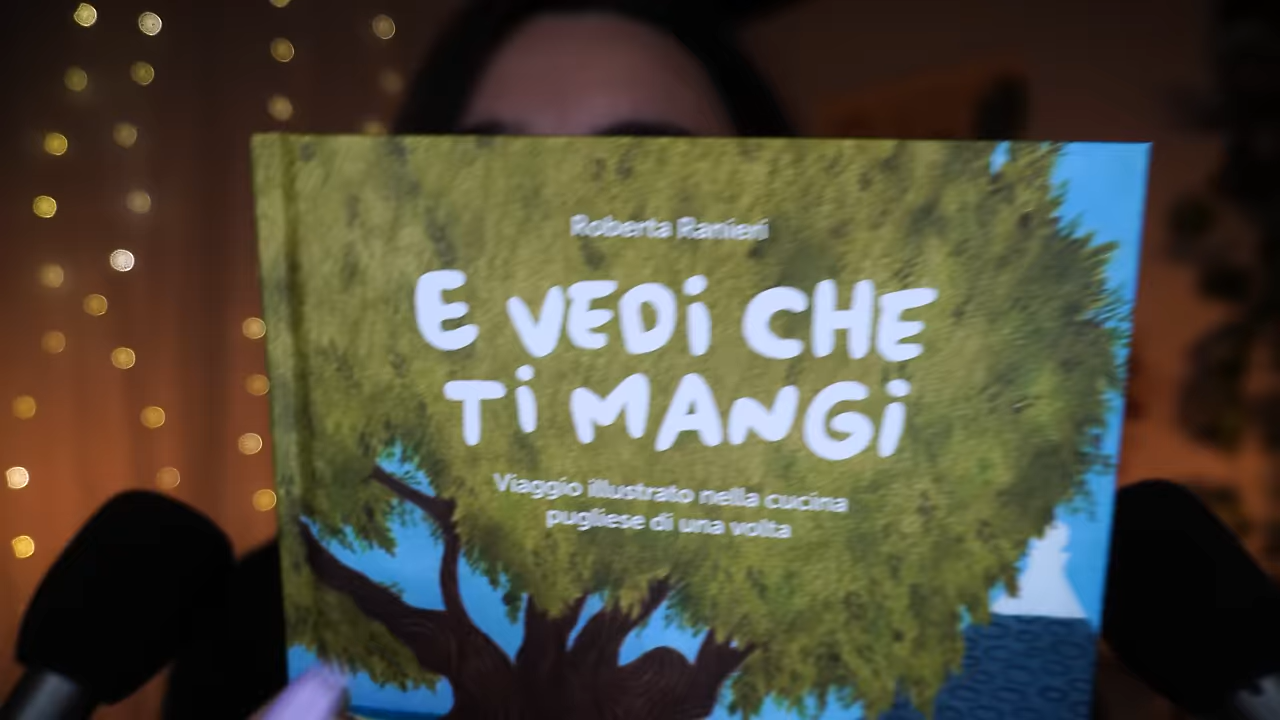 Roberta Ranieri
E VEDi CHE
Ti MANGi
Viaggio illustrato nella cucina
pugliese di una volta